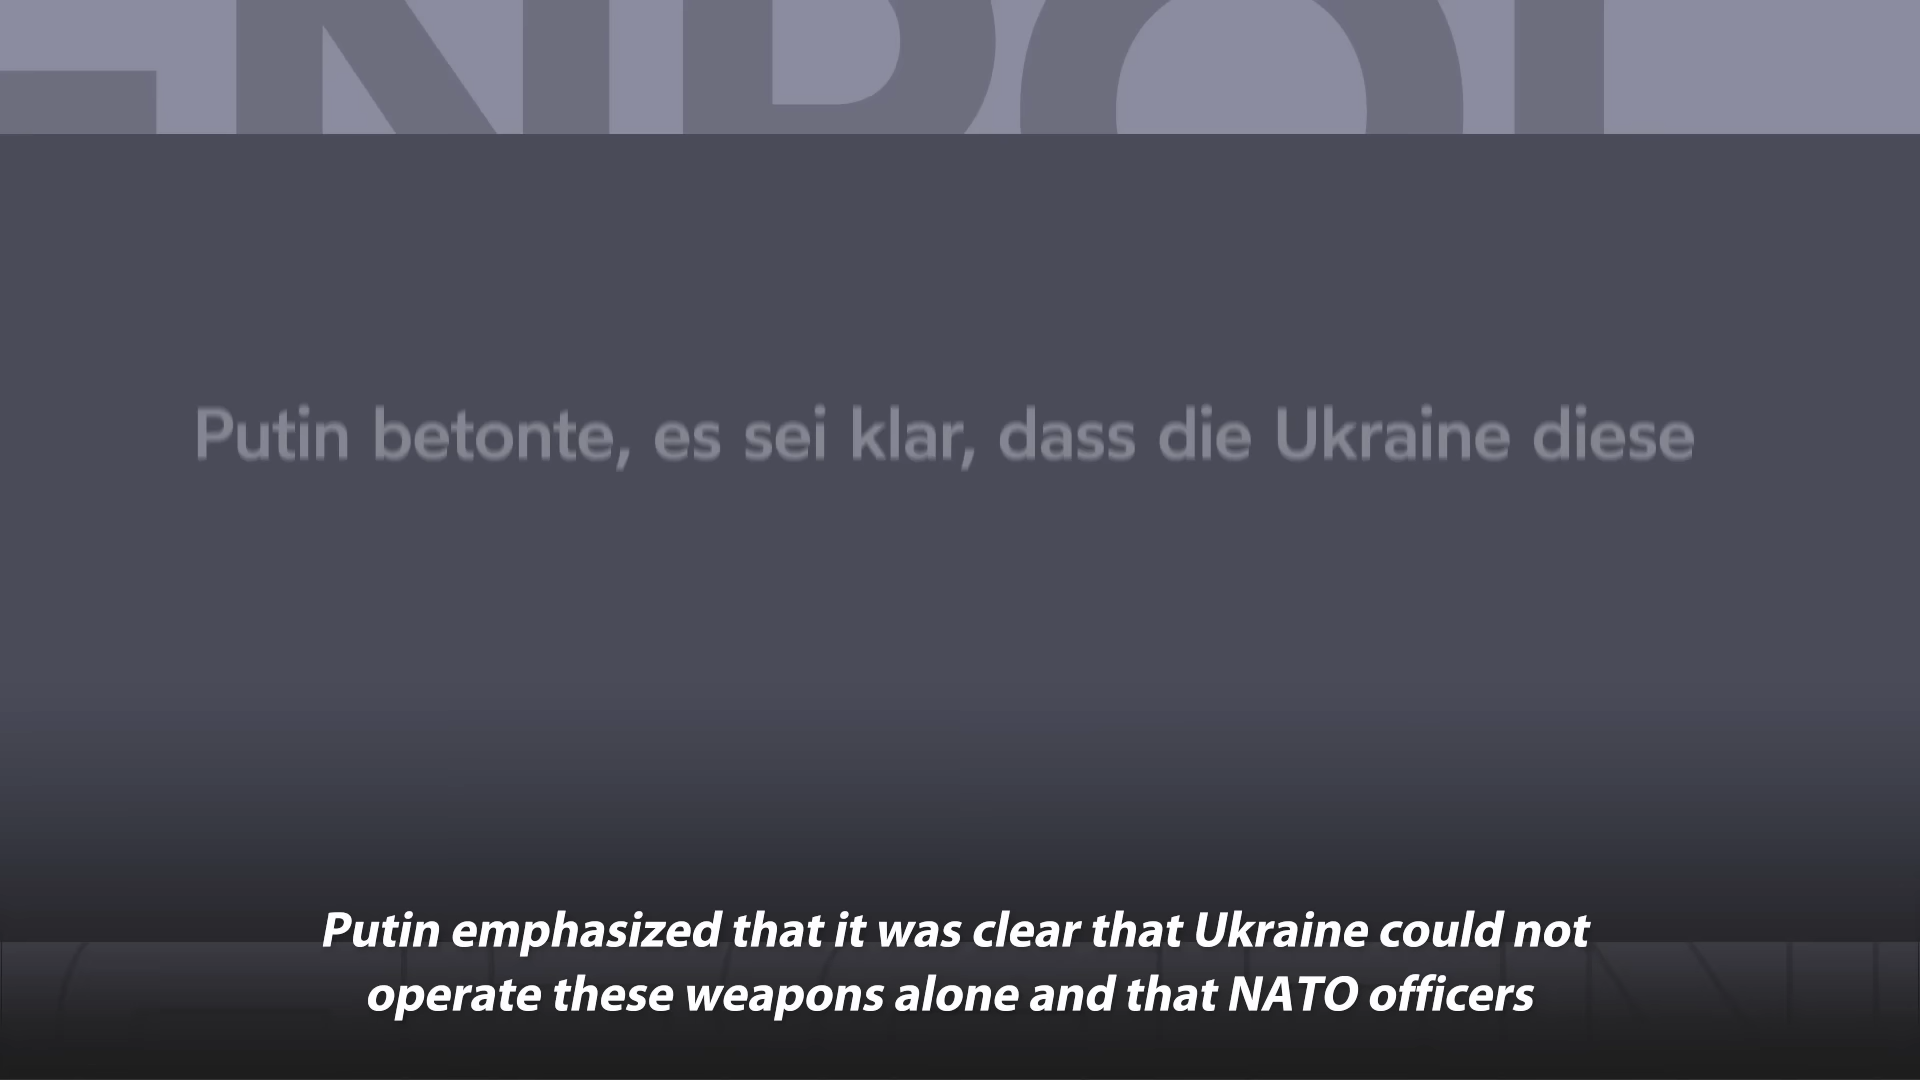 Putin betonte, es sei klar, dass die Ukraine diese
Putin emphasized that it was clear that Ukraine could not
operate these weapons alone and that NATO officers